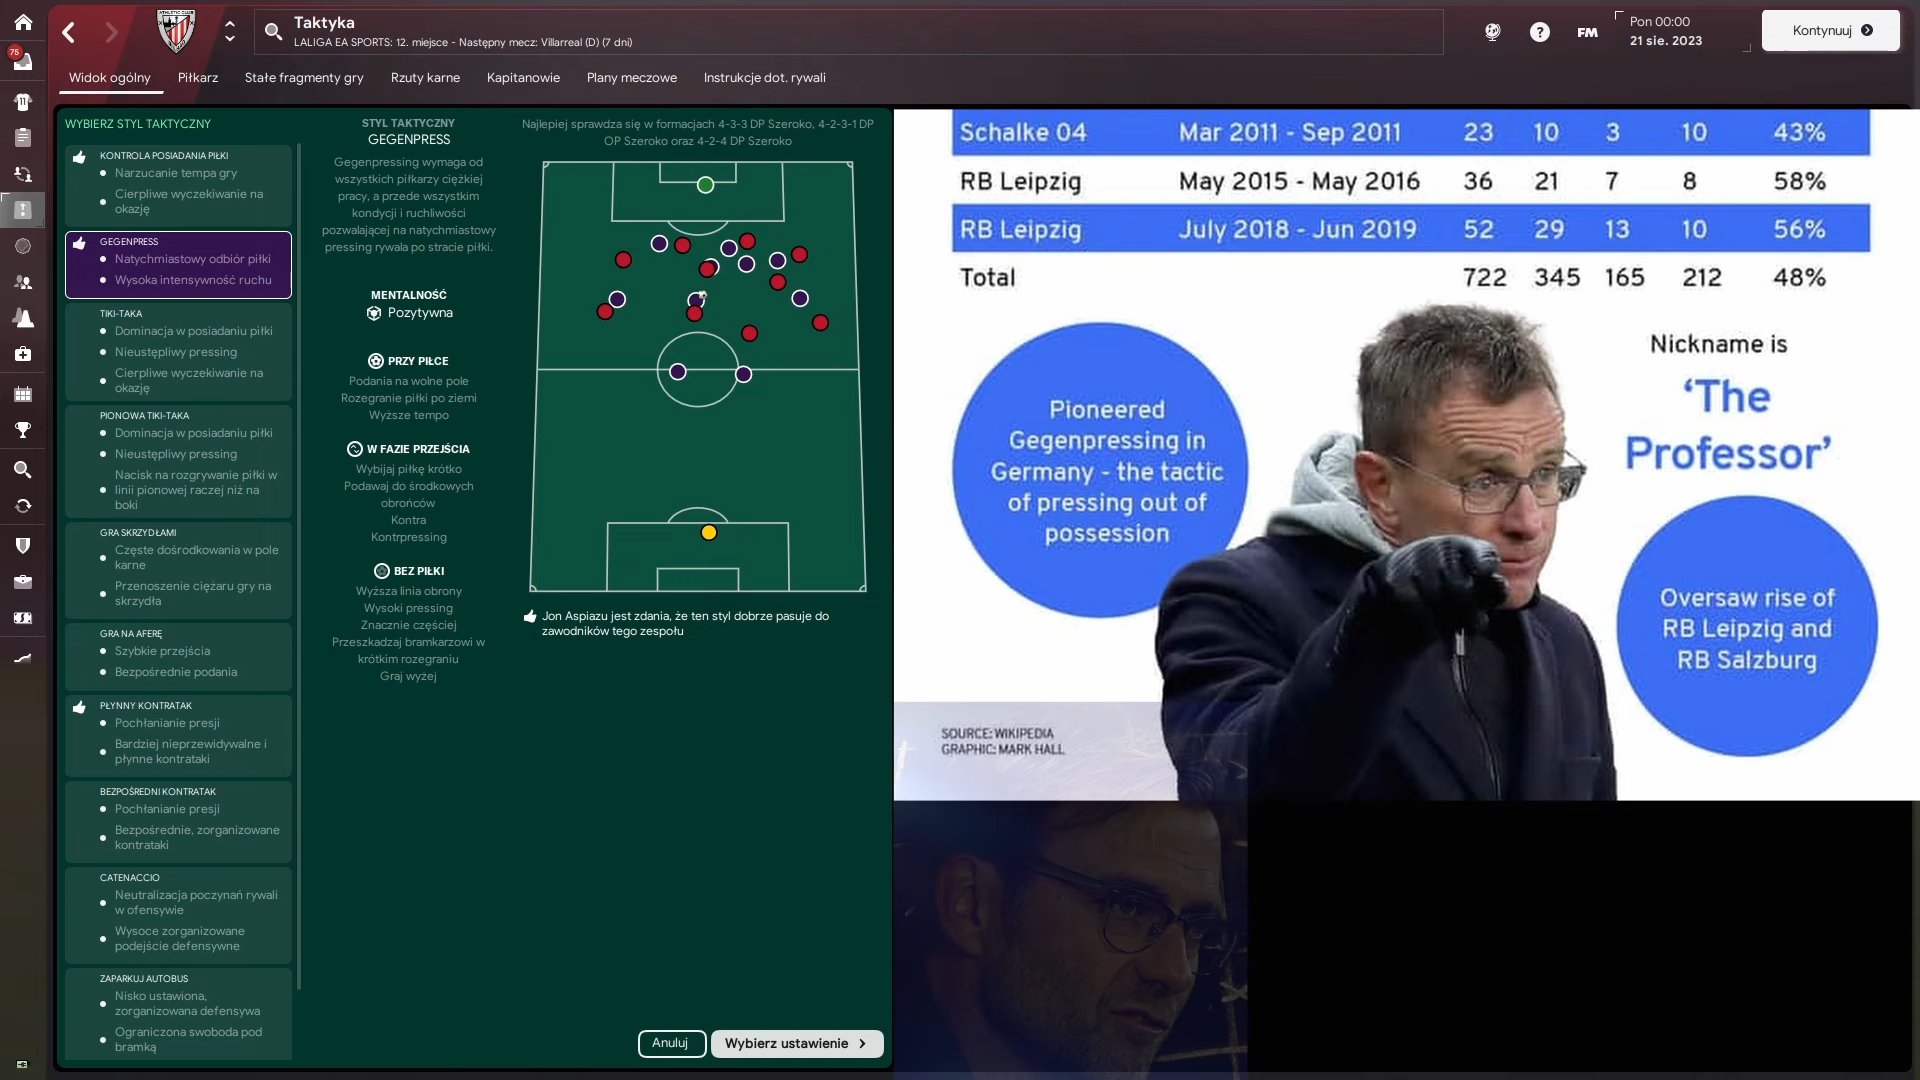 75
ATHLETIC CLUB
Taktyka
LALIGA EA SPORTS: 12. miejsce - Następny mecz: Villarreal (D) (7 dni)
FM
Pon 00:00
21 sie. 2023
Kontynuuj
Widok ogólny
Piłkarz
Stałe fragmenty gry
Rzuty karne
Kapitanowie
Plany meczowe
Instrukcje dot. rywali
WYBIERZ STYL TAKTYCZNY
KONTROLA POSIADANIA PIŁKI
Narzucanie tempa gry
Cierpliwe wyczekiwanie na
okazję
GEGENPRESS
Natychmiastowy odbiór piłki
Wysoka intensywność ruchu
TIKI-TAKA
Dominacja w posiadaniu piłki
Nieustępliwy pressing
Cierpliwe wyczekiwanie na
okazję
PIONOWA TIKI-TAKA
Dominacja w posiadaniu piłki
Nieustępliwy pressing
Nacisk na rozgrywanie piłki w
linii pionowej raczej niż na
boki
GRA SKRZYDŁAMI
Częste dośrodkowania w pole
karne
Przenoszenie ciężaru gry na
skrzydła
GRA NA AFERĘ
Szybkie przejścia
Bezpośrednie podania
PŁYNNY KONTRATAK
Pochłanianie presji
Bardziej nieprzewidywalne i
płynne kontrataki
BEZPOŚREDNI KONTRATAK
Pochłanianie presji
Bezpośrednie, zorganizowane
kontrataki
CATENACCIO
Neutralizacja poczynań rywali
w ofensywie
Wysoce zorganizowane
podejście defensywne
ZAPARKUJ AUTOBUS
Nisko ustawiona,
zorganizowana defensywa
Ograniczona swoboda pod
bramką
STYL TAKTYCZNY
GEGENPRESS
Gegenpressing wymaga od
wszystkich piłkarzy ciężkiej
pracy, a przede wszystkim
kondycji i ruchliwości
pozwalającej na natychmiastowy
pressing rywala po stracie piłki.
MENTALNOŚĆ
Pozytywna
PRZY PIŁCE
Podania na wolne pole
Rozegranie piłki po ziemi
Wyższe tempo
W FAZIE PRZEJŚCIA
Wybijaj piłkę krótko
Podawaj do środkowych
obrońców
Kontra
Kontrpressing
BEZ PIŁKI
Wyższa linia obrony
Wysoki pressing
Znacznie częściej
Przeszkadzaj bramkarzowi w
krótkim rozegraniu
Graj wyżej
Najlepiej sprawdza się w formacjach 4-3-3 DP Szeroko, 4-2-3-1 DP
OP Szeroko oraz 4-2-4 DP Szeroko
Jon Aspiazu jest zdania, że ten styl dobrze pasuje do
zawodników tego zespołu
Anuluj
Wybierz ustawienie
Schalke 04 Mar 2011 - Sep 2011 23 10 3 10 43%
RB Leipzig May 2015 - May 2016 36 21 7 8 58%
RB Leipzig July 2018 - Jun 2019 52 29 13 10 56%
Total 722 345 165 212 48%
Pioneered
Gegenpressing in
Germany - the tactic
of pressing out of
possession
Nickname is
‘The
Professor’
Oversaw rise of
RB Leipzig and
RB Salzburg
SOURCE: WIKIPEDIA
GRAPHIC: MARK HALL